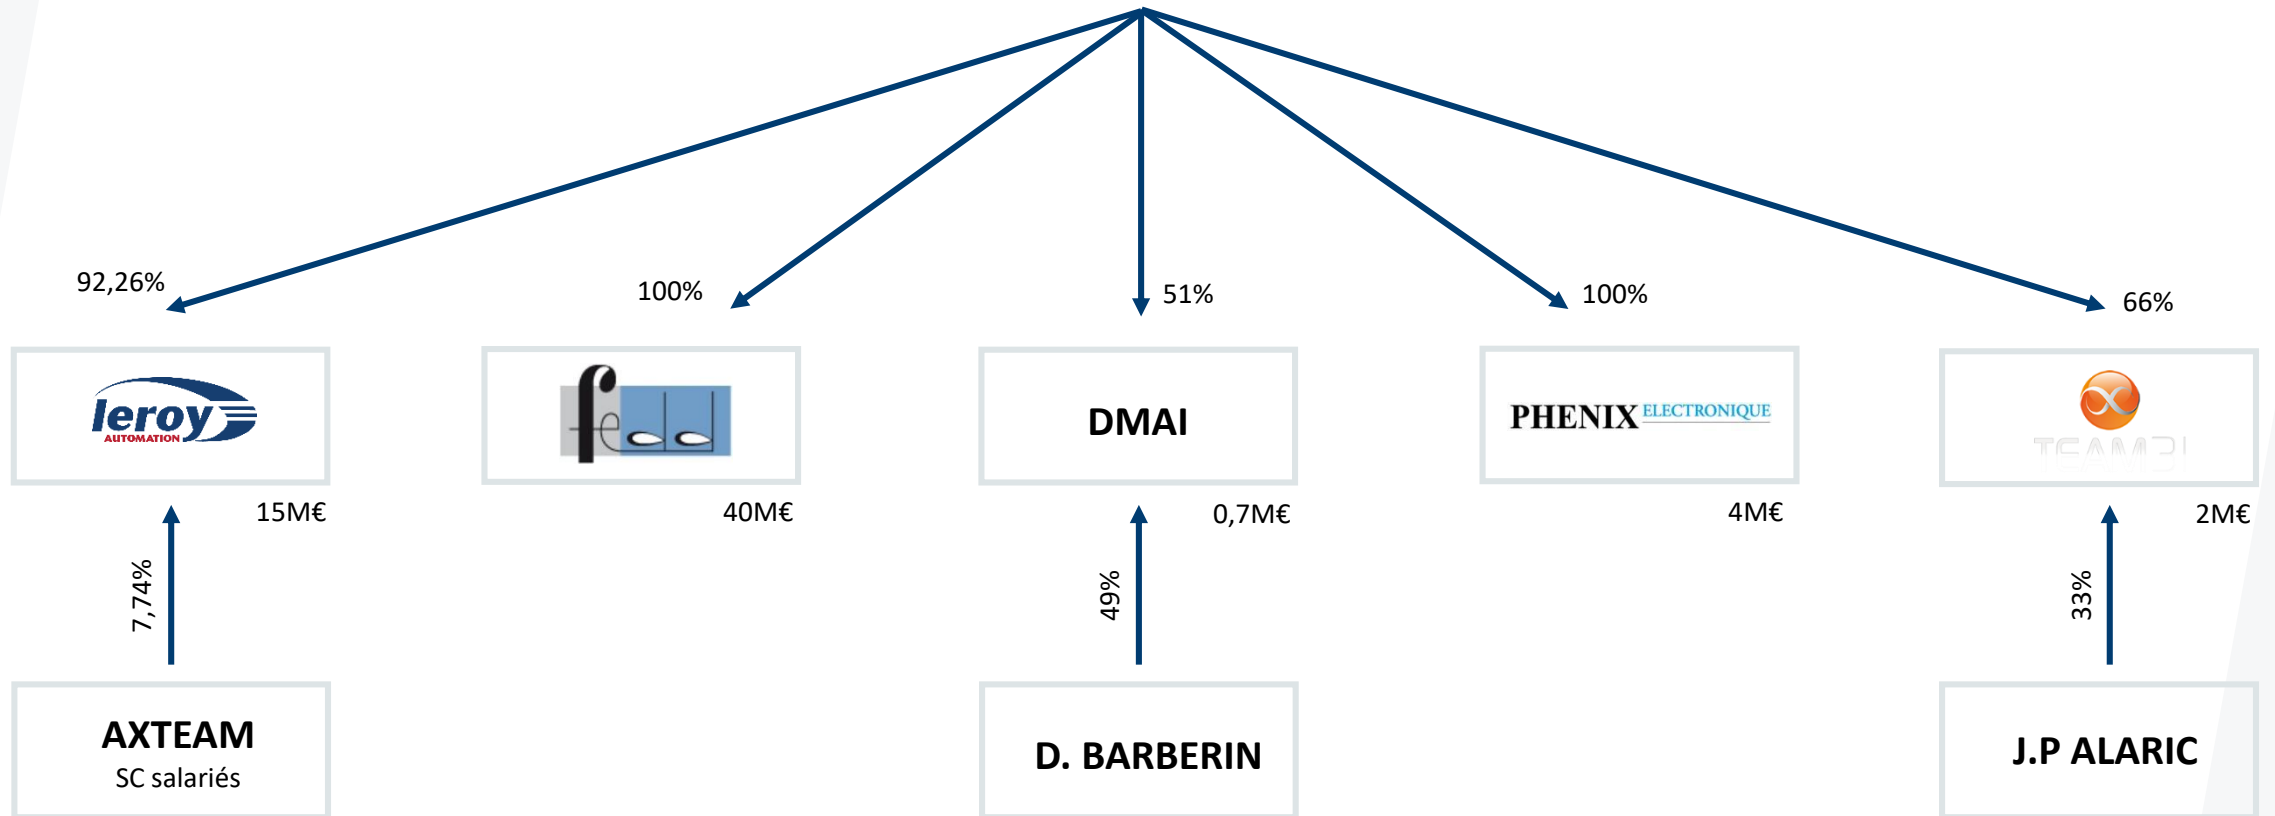 92,26%
100%
51%
100%
66%
leroy
AUTOMATION
fedd
DMAI
PHENIX ELECTRONIQUE
15M€
40M€
0,7M€
4M€
2M€
7,74%
49%
33%
AXTEAM
SC salariés
D. BARBERIN
J.P ALARIC